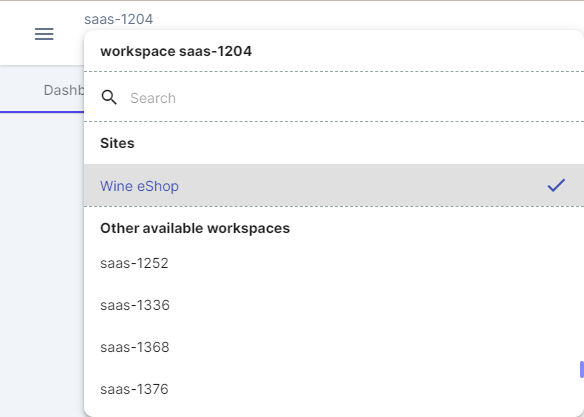 saas-1204
workspace saas-1204
Dashb
Search
Sites
Wine eShop
Other available workspaces
saas-1252
saas-1336
saas-1368
saas-1376